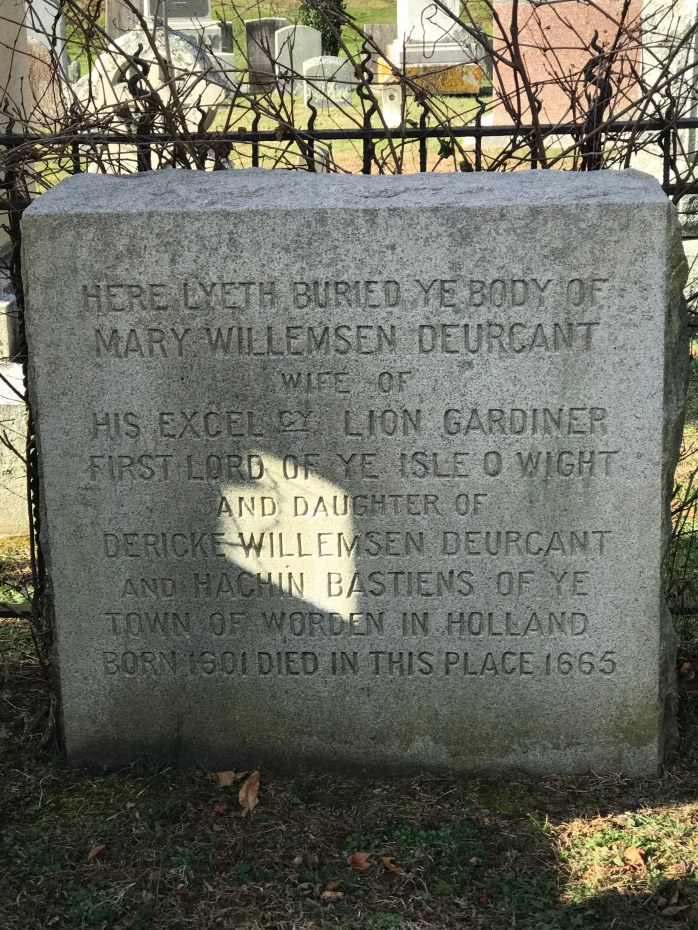 HERE LYETH BURIED YE BODY OF
MARY WILLEMSEN DEURCANT
WIFE OF
HIS EXCEL CY. LION GARDINER
FIRST LORD OF YE ISLE O WIGHT
AND DAUGHTER OF
DERICKE WILLEMSEN DEURCANT
AND HACHIN BASTIENS OF YE
TOWN OF WORDEN IN HOLLAND
BORN 1601 DIED IN THIS PLACE 1665